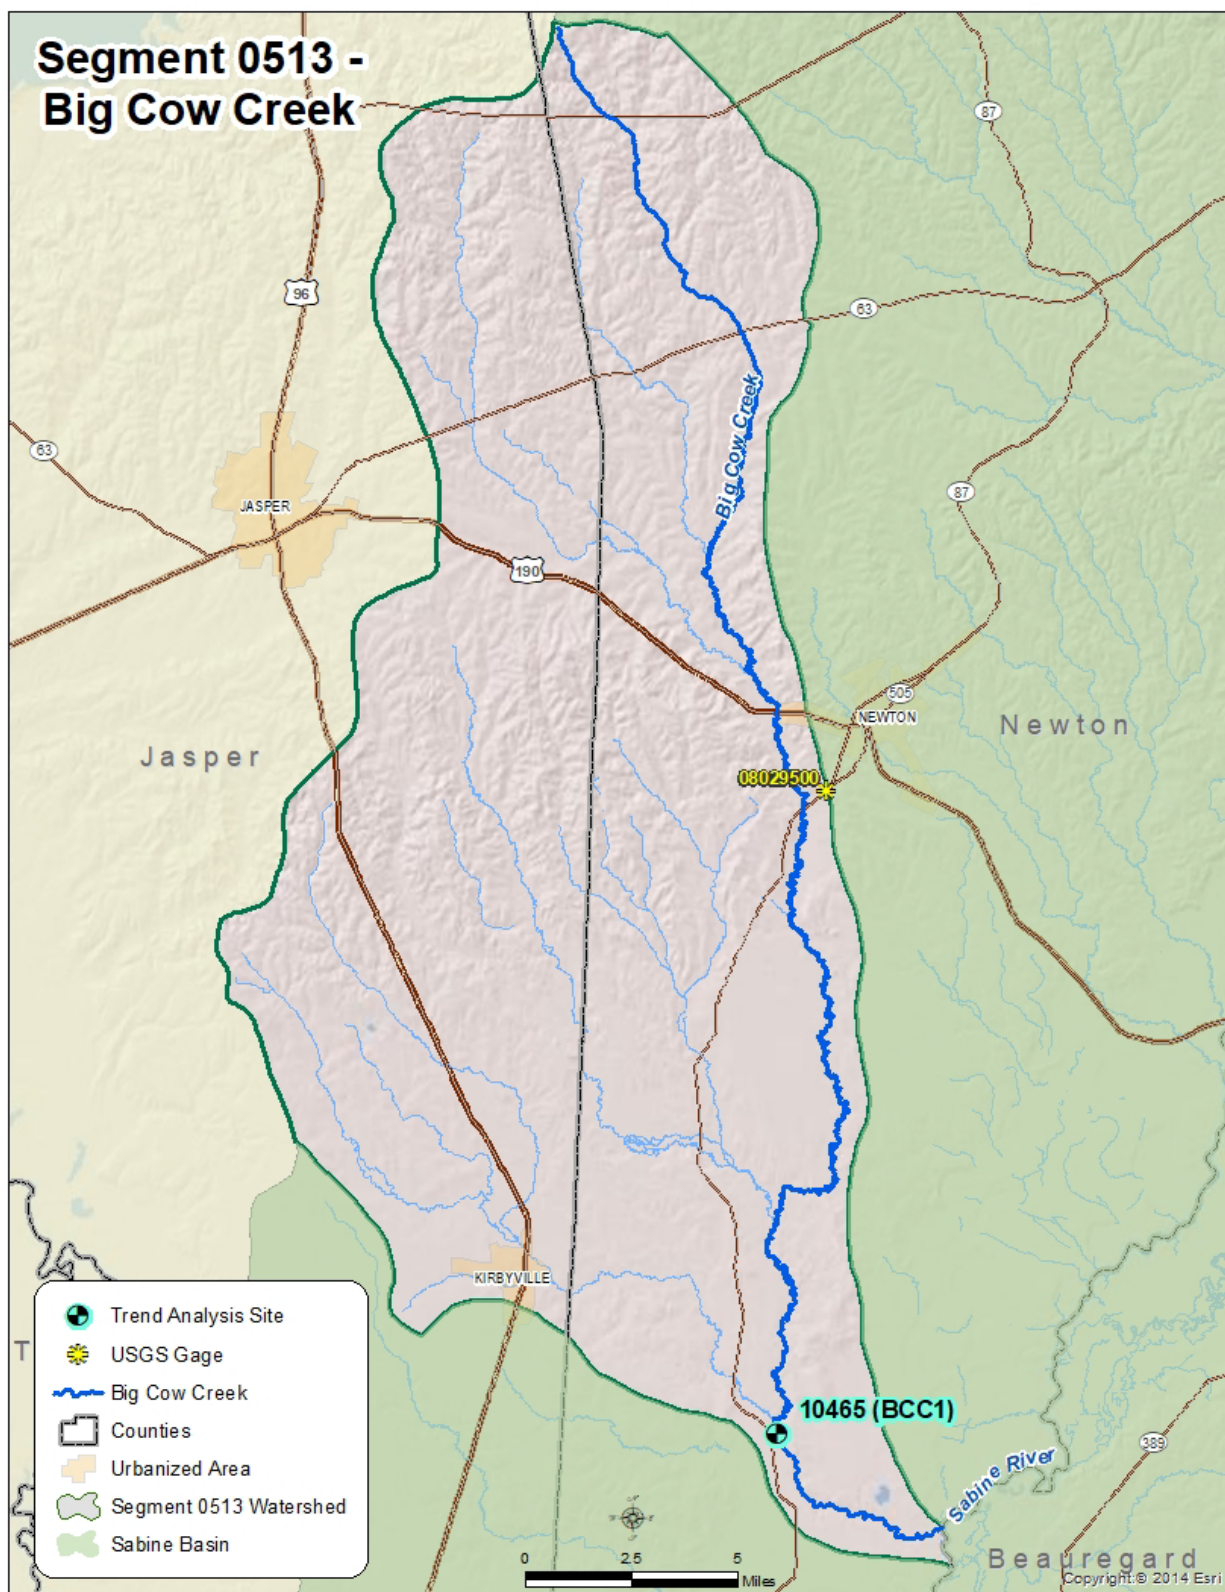 Segment 0513 -
Big Cow Creek
87
96
63
63
Big Cow Creek
87
JASPER
190
505
NEWTON
Newton
Jasper
08029500
KIRBYVILLE
T
Trend Analysis Site
USGS Gage
Big Cow Creek
Counties
Urbanized Area
Segment 0513 Watershed
Sabine Basin
10465 (BCC1)
389
Sabine River
0 2.5 5
Miles
Beauregard
Copyright:© 2014 Esri